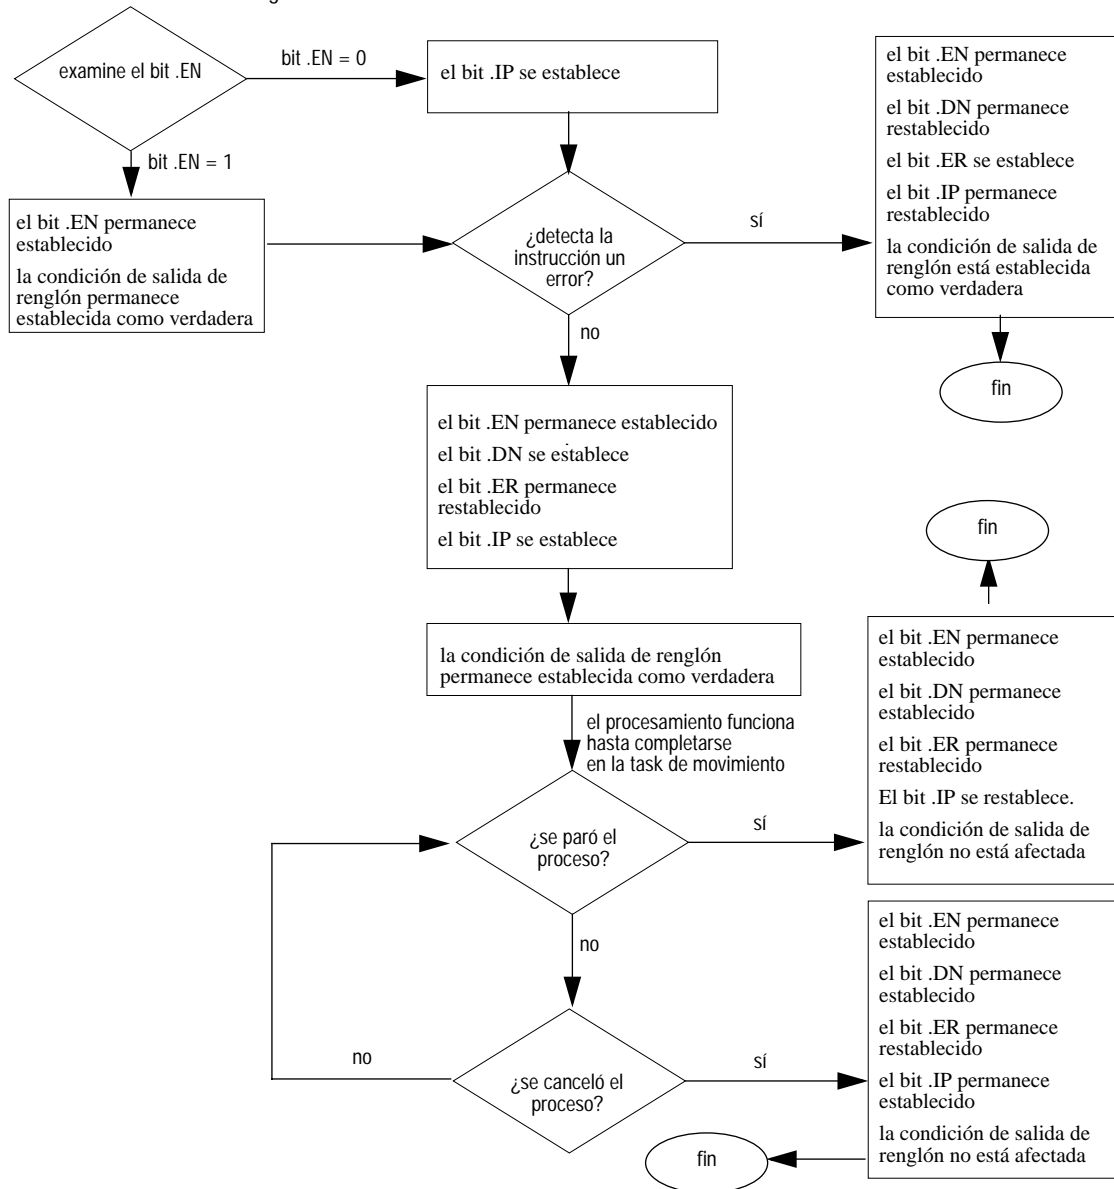 examine el bit .EN
bit .EN = 0
el bit .IP se establece
el bit .EN permanece
establecido
el bit .DN permanece
restablecido
el bit .ER se establece
el bit .IP permanece
restablecido
la condición de salida de
renglón está establecida
como verdadera
bit .EN = 1
el bit .EN permanece
establecido
la condición de salida de
renglón permanece
establecida como verdadera
¿detecta la
instrucción un
error?
sí
no
fin
el bit .EN permanece establecido
el bit .DN se establece
el bit .ER permanece
restablecido
el bit .IP se establece
fin
la condición de salida de renglón
permanece establecida como verdadera
el procesamiento funciona
hasta completarse
en la task de movimiento
el bit .EN permanece
establecido
el bit .DN permanece
establecido
el bit .ER permanece
restablecido
El bit .IP se restablece.
la condición de salida de
renglón no está afectada
¿se paró el
proceso?
sí
no
¿se canceló el
proceso?
no
sí
el bit .EN permanece
establecido
el bit .DN permanece
establecido
el bit .ER permanece
restablecido
el bit .IP permanece
establecido
la condición de salida de
renglón no está afectada
fin